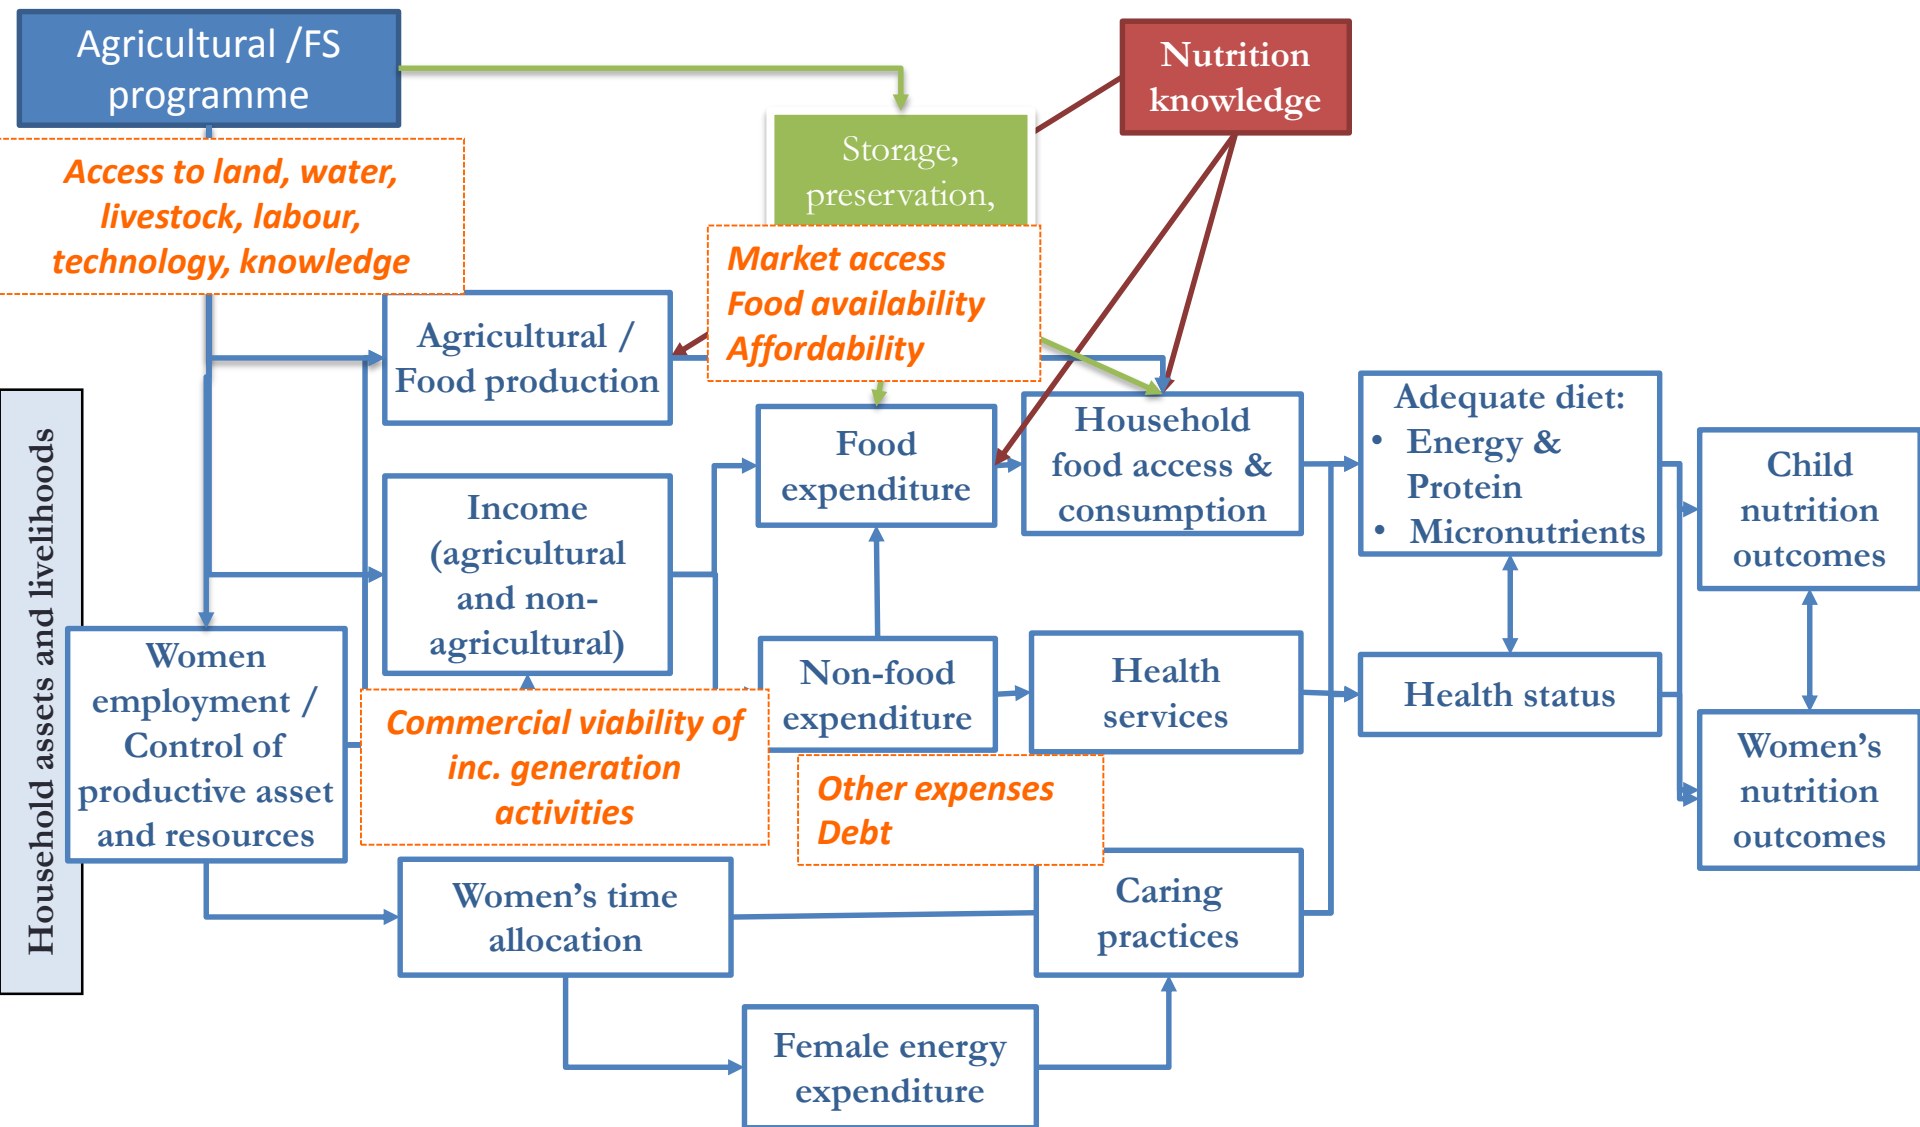 Agricultural /FS
programme
Nutrition
knowledge
Storage,
preservation,
Access to land, water,
livestock, labour,
technology, knowledge
Market access
Food availability
Affordability
Agricultural /
Food production
Household assets and livelihoods
Income
(agricultural
and non-
agricultural)
Food
expenditure
Household
food access &
consumption
Adequate diet:
• Energy &
Protein
• Micronutrients
Child
nutrition
outcomes
Women
employment /
Control of
productive asset
and resources
Commercial viability of
inc. generation
activities
Non-food
expenditure
Health
services
Health status
Other expenses
Debt
Women’s
nutrition
outcomes
Women’s time
allocation
Caring
practices
Female energy
expenditure